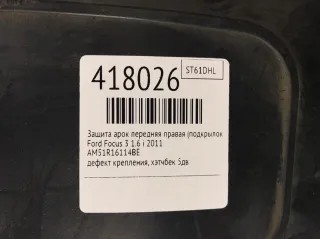 418026
ST61DHL
Защита арок передняя правая (подкрылок
Ford Focus 3 1.6 i 2011
AM51R16114BE
дефект крепления, хэтчбек 5дв